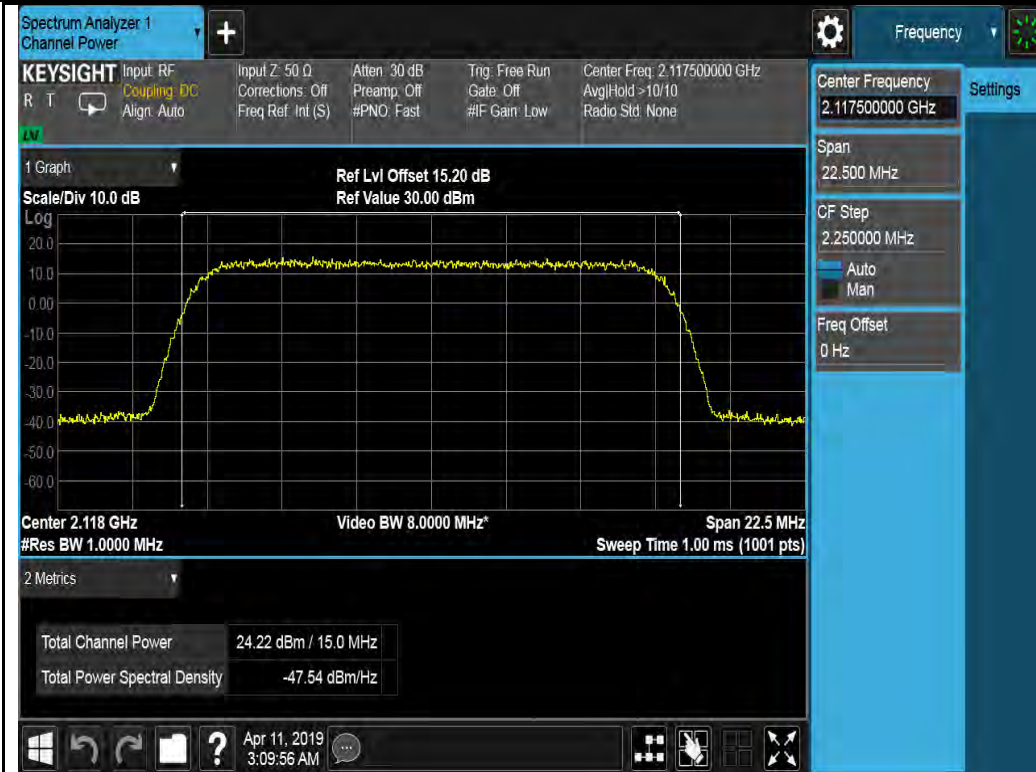 Spectrum Analyzer 1
Channel Power
+
Frequency
KEYSIGHT
R T
Input: RF
Coupling: DC
Align: Auto
Input Z: 50 Ω
Corrections: Off
Freq Ref: Int (S)
Atten: 30 dB
Preamp: Off
#PNO: Fast
Trig: Free Run
Gate: Off
#IF Gain: Low
Center Freq: 2.117500000 GHz
Avg|Hold >10/10
Radio Std: None
Center Frequency
2.117500000 GHz
Settings
Span
22.500 MHz
CF Step
2.250000 MHz
Auto
Man
Freq Offset
0 Hz
1 Graph
Scale/Div 10.0 dB
Ref Lvl Offset 15.20 dB
Ref Value 30.00 dBm
Log
20.0
10.0
0.00
-10.0
-20.0
-30.0
-40.0
-50.0
-60.0
Center 2.118 GHz
#Res BW 1.0000 MHz
Video BW 8.0000 MHz*
Span 22.5 MHz
Sweep Time 1.00 ms (1001 pts)
2 Metrics
Total Channel Power 24.22 dBm / 15.0 MHz
Total Power Spectral Density -47.54 dBm/Hz
?
Apr 11, 2019
3:09:56 AM